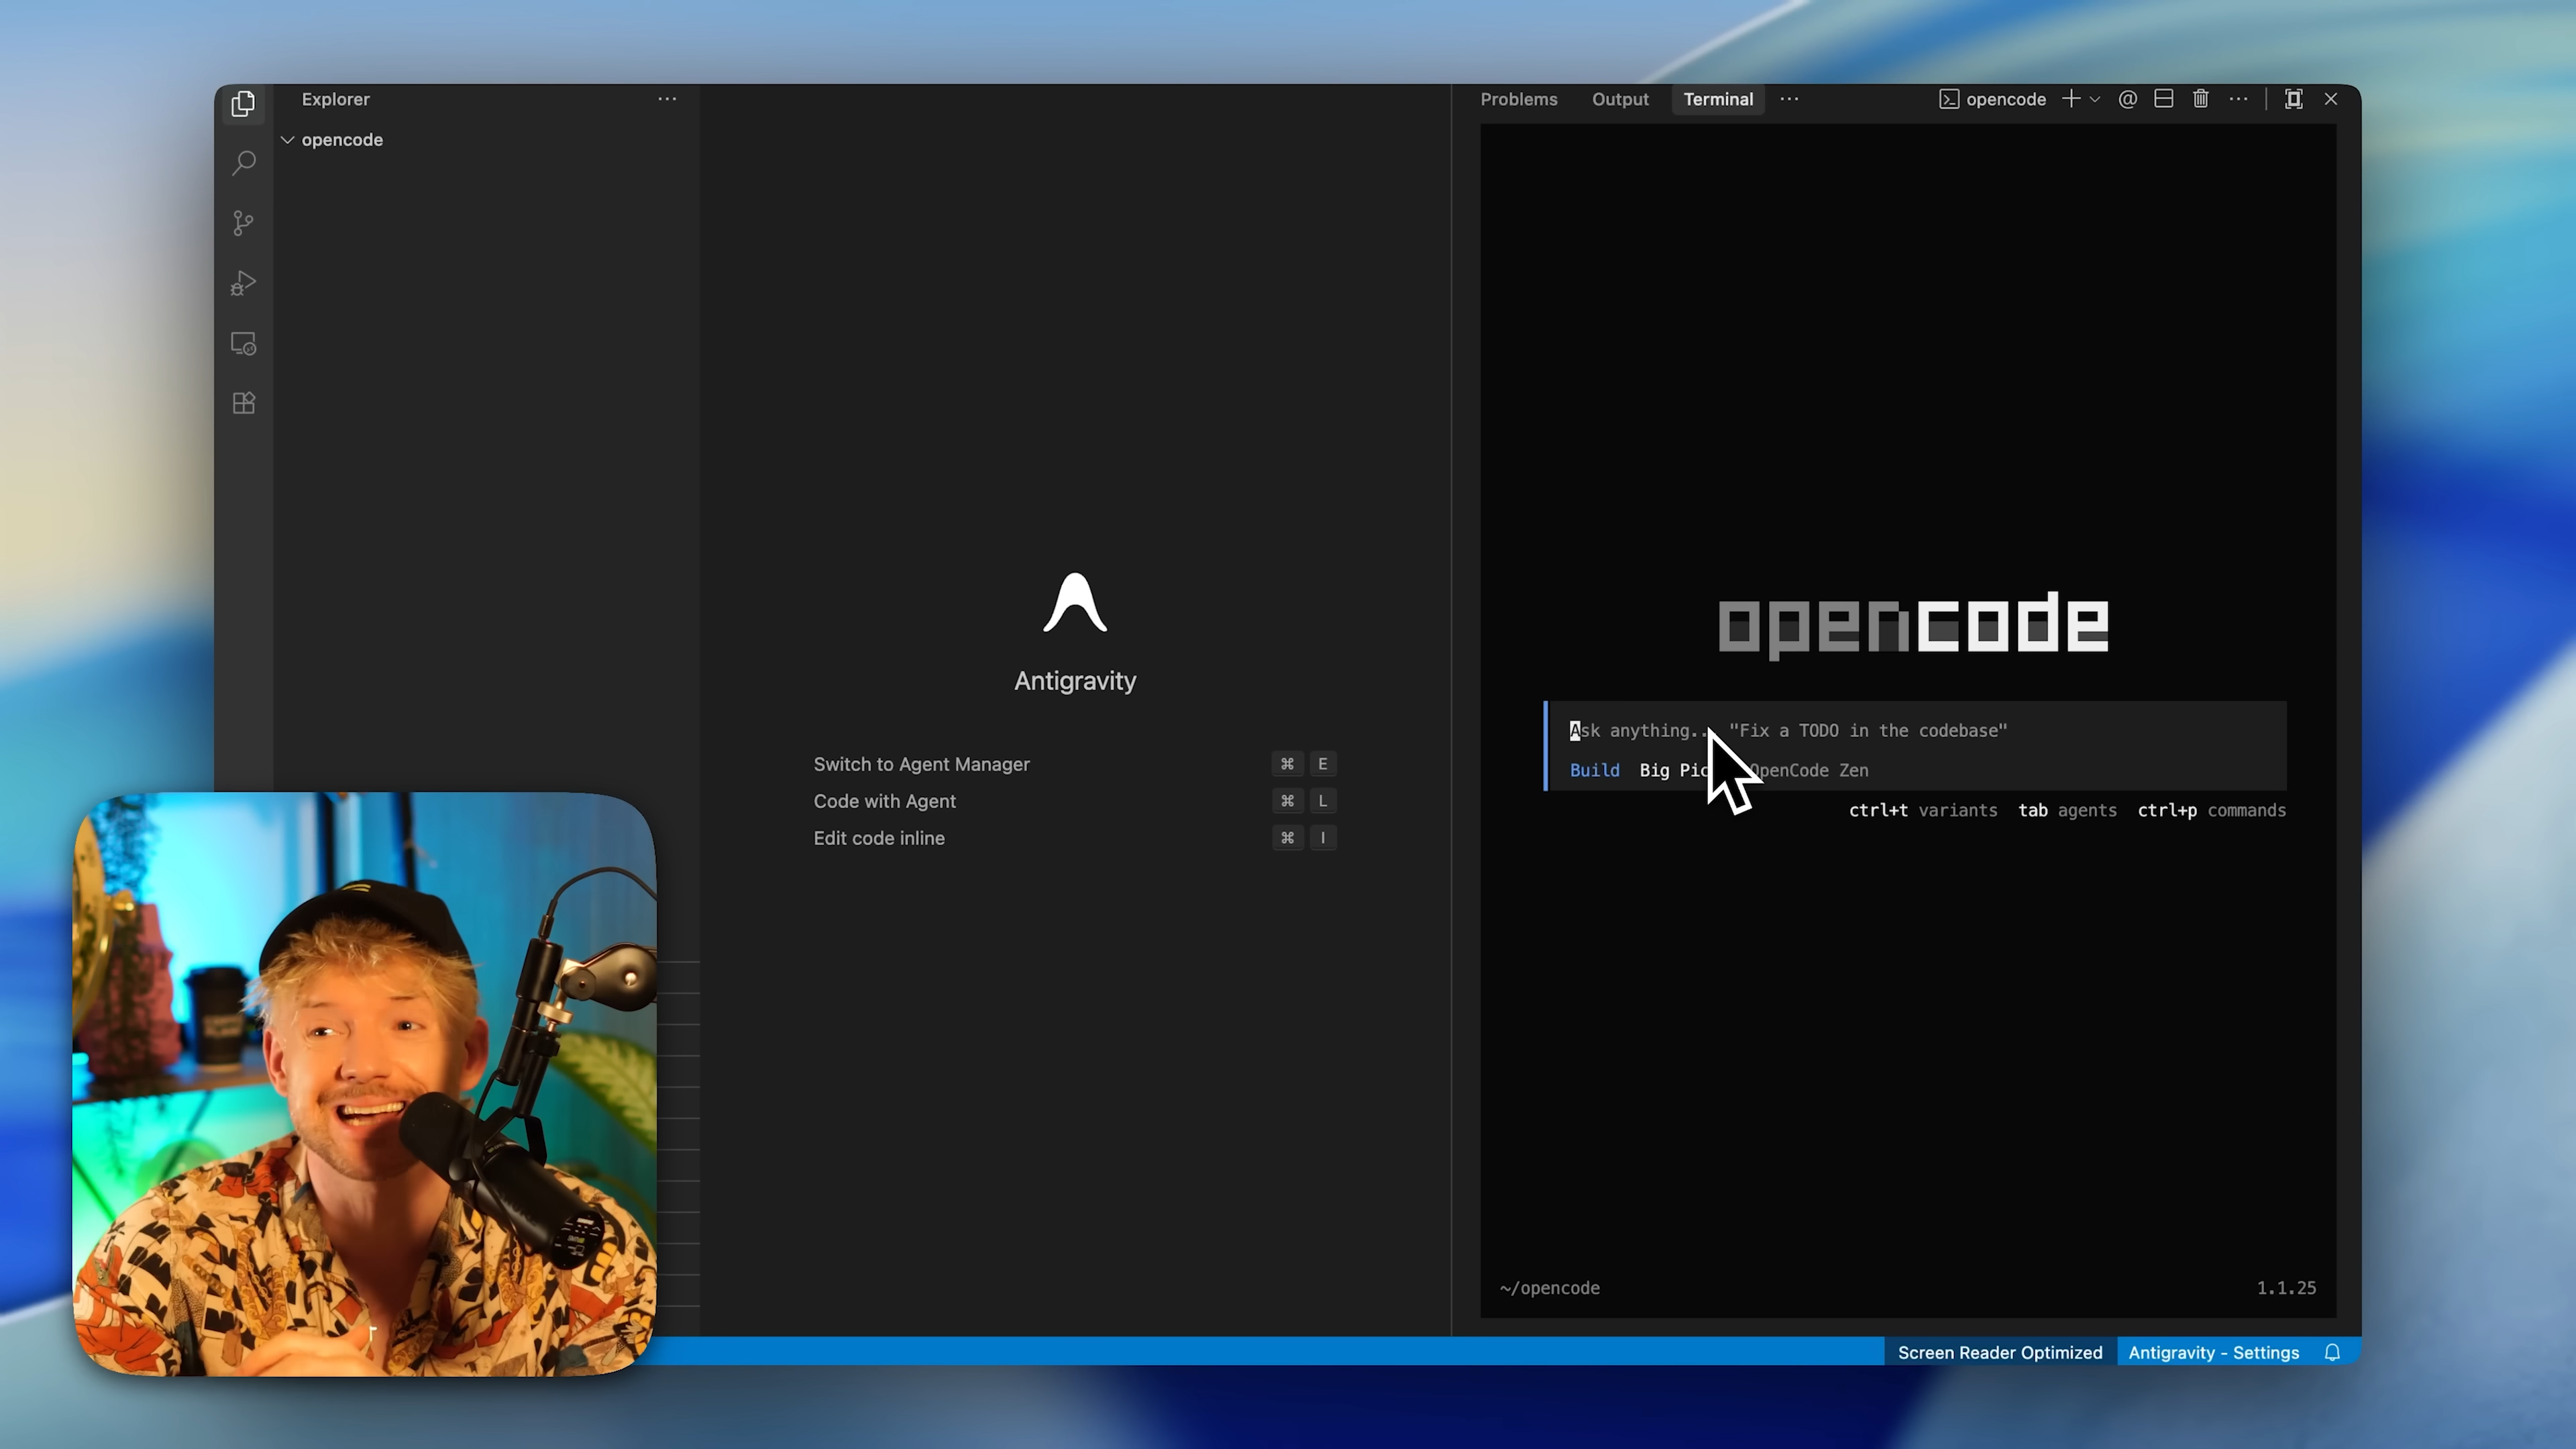 Explorer
opencode
Antigravity
Switch to Agent Manager ⌘ E
Code with Agent ⌘ L
Edit code inline ⌘ I
Problems Output Terminal
opencode
opencode
Ask anything... "Fix a TODO in the codebase"
Build Big OpenCode Zen
ctrl+t variants tab agents ctrl+p commands
~/opencode 1.1.25
Screen Reader Optimized Antigravity - Settings